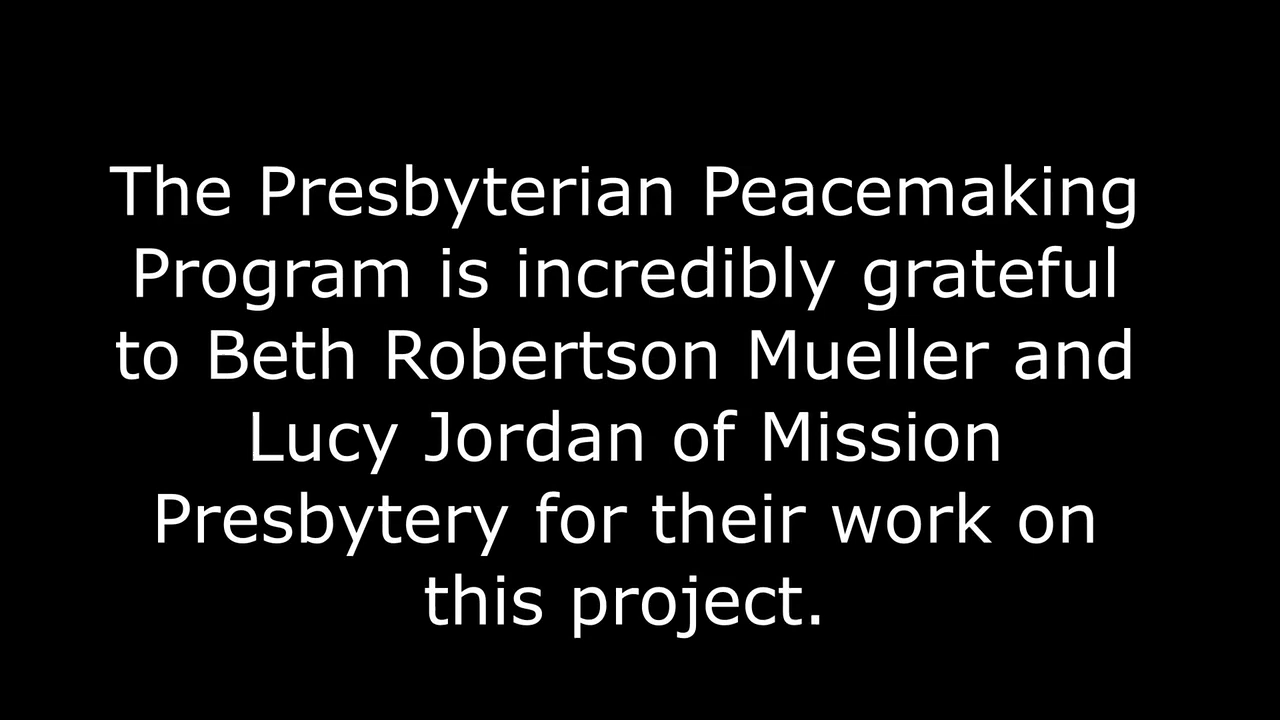 The Presbyterian Peacemaking
Program is incredibly grateful
to Beth Robertson Mueller and
Lucy Jordan of Mission
Presbytery for their work on
this project.